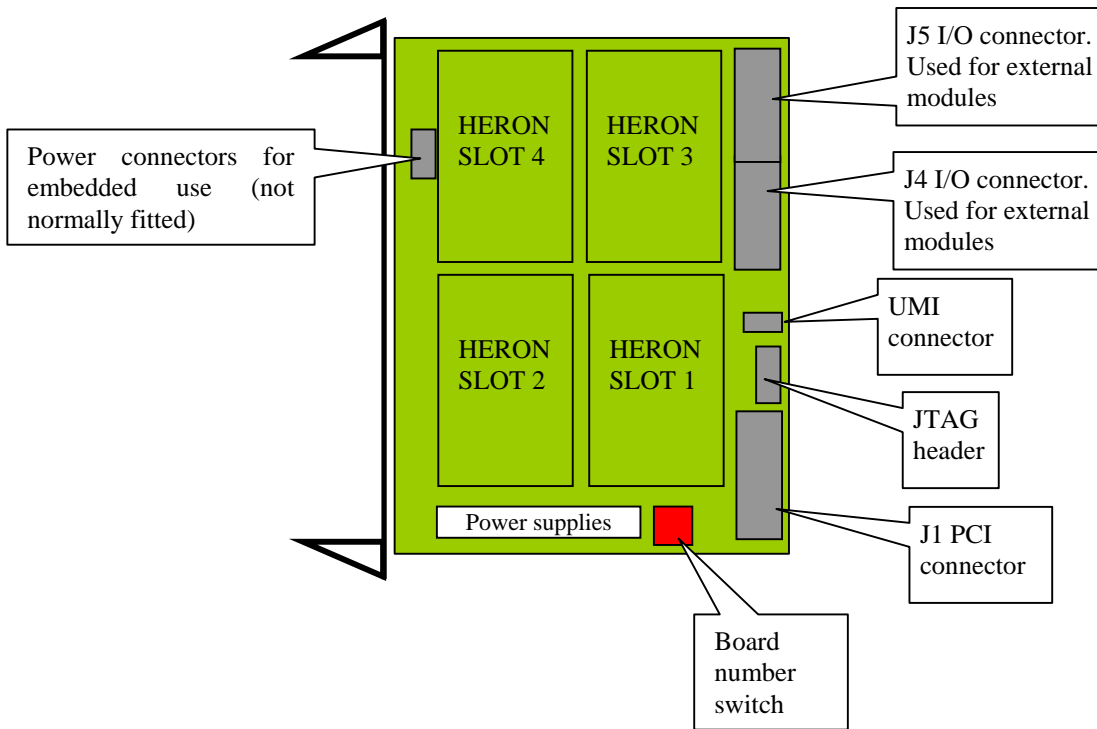 J5 I/O connector.
Used for external
modules
HERON
SLOT 4
HERON
SLOT 3
Power connectors for
embedded use (not
normally fitted)
J4 I/O connector.
Used for external
modules
UMI
connector
HERON
SLOT 2
HERON
SLOT 1
JTAG
header
Power supplies
J1 PCI
connector
Board
number
switch